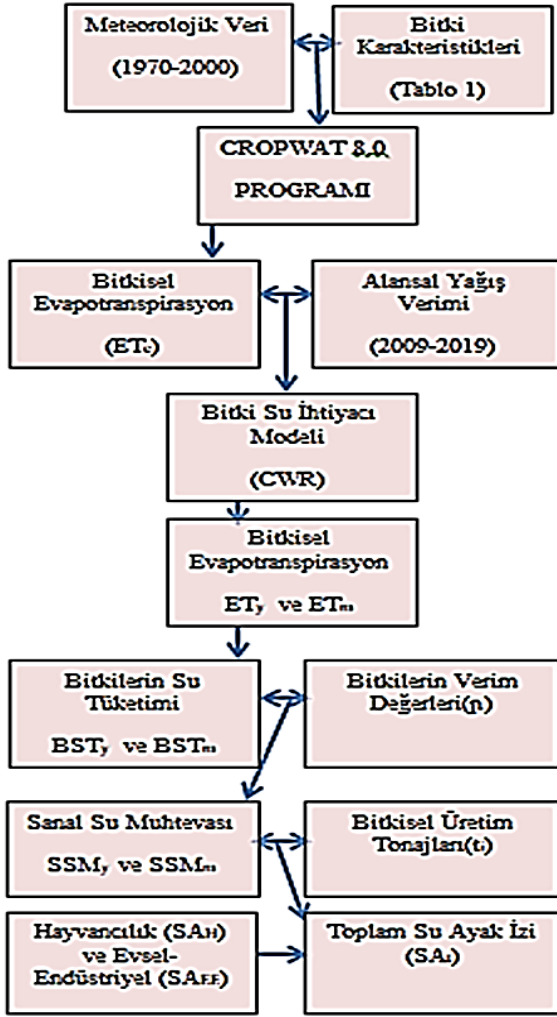 Meteorolojik Veri
(1970-2000)
Bitki
Karakteristikleri
(Tablo 1)
CROPWAT 8.0
PROGRAMI
Bitkisel
Evapotranspirasyon
(ETc)
Alansal Yağış
Verimi
(2009-2019)
Bitki Su İhtiyacı
Modeli
(CWR)
Bitkisel
Evapotranspirasyon
ETy ve ETm
Bitkilerin Su
Tüketimi
BSTy ve BSTm
Bitkilerin Verim
Değerleri(n)
Sanal Su Muhtevası
SSMy ve SSMm
Bitkisel Üretim
Tonajları(tı)
Hayvancılık (SAH)
ve Evsel-
Endüstriyel (SAEE)
Toplam Su Ayak İzi
(SAt)